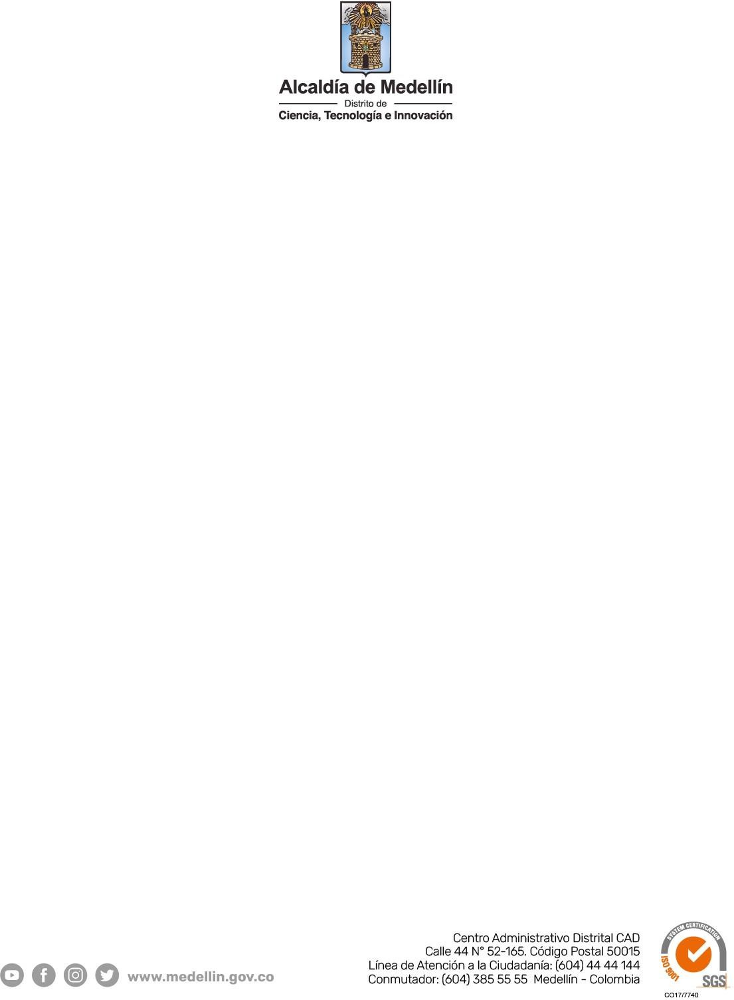 Alcaldía de Medellín
Distrito de
Ciencia, Tecnología e Innovación
Centro Administrativo Distrital CAD
Calle 44 N° 52-165. Código Postal 50015
Línea de Atención a la Ciudadanía: (604) 44 44 144
Conmutador: (604) 385 55 55 Medellín - Colombia
www.medellin.gov.co
SYSTEM CERTIFICATION
ISO 9001
SGS
CO17/7740